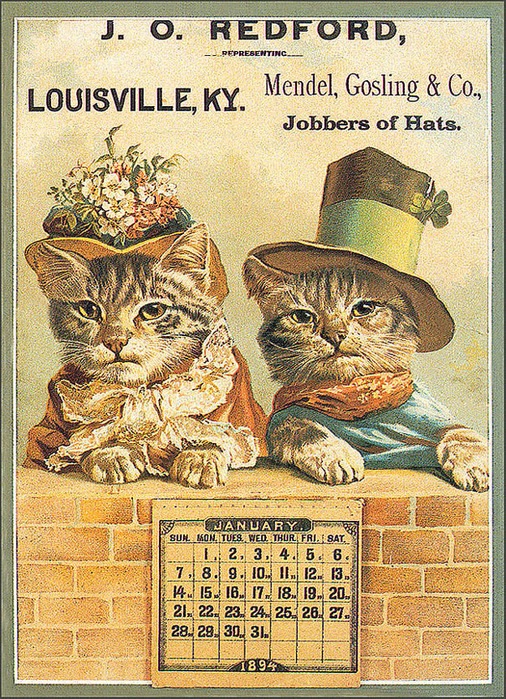 J. O. REDFORD,
REPRESENTING
LOUISVILLE, KY.
Mendel, Gosling & Co.,
Jobbers of Hats.
JANUARY.
SUN. MON. TUES. WED. THUR. FRI. SAT.
1 2 3 4 5 6
7 8 9 10 11 12 13
14 15 16 17 18 19 20
21 22 23 24 25 26 27
28 29 30 31
1894